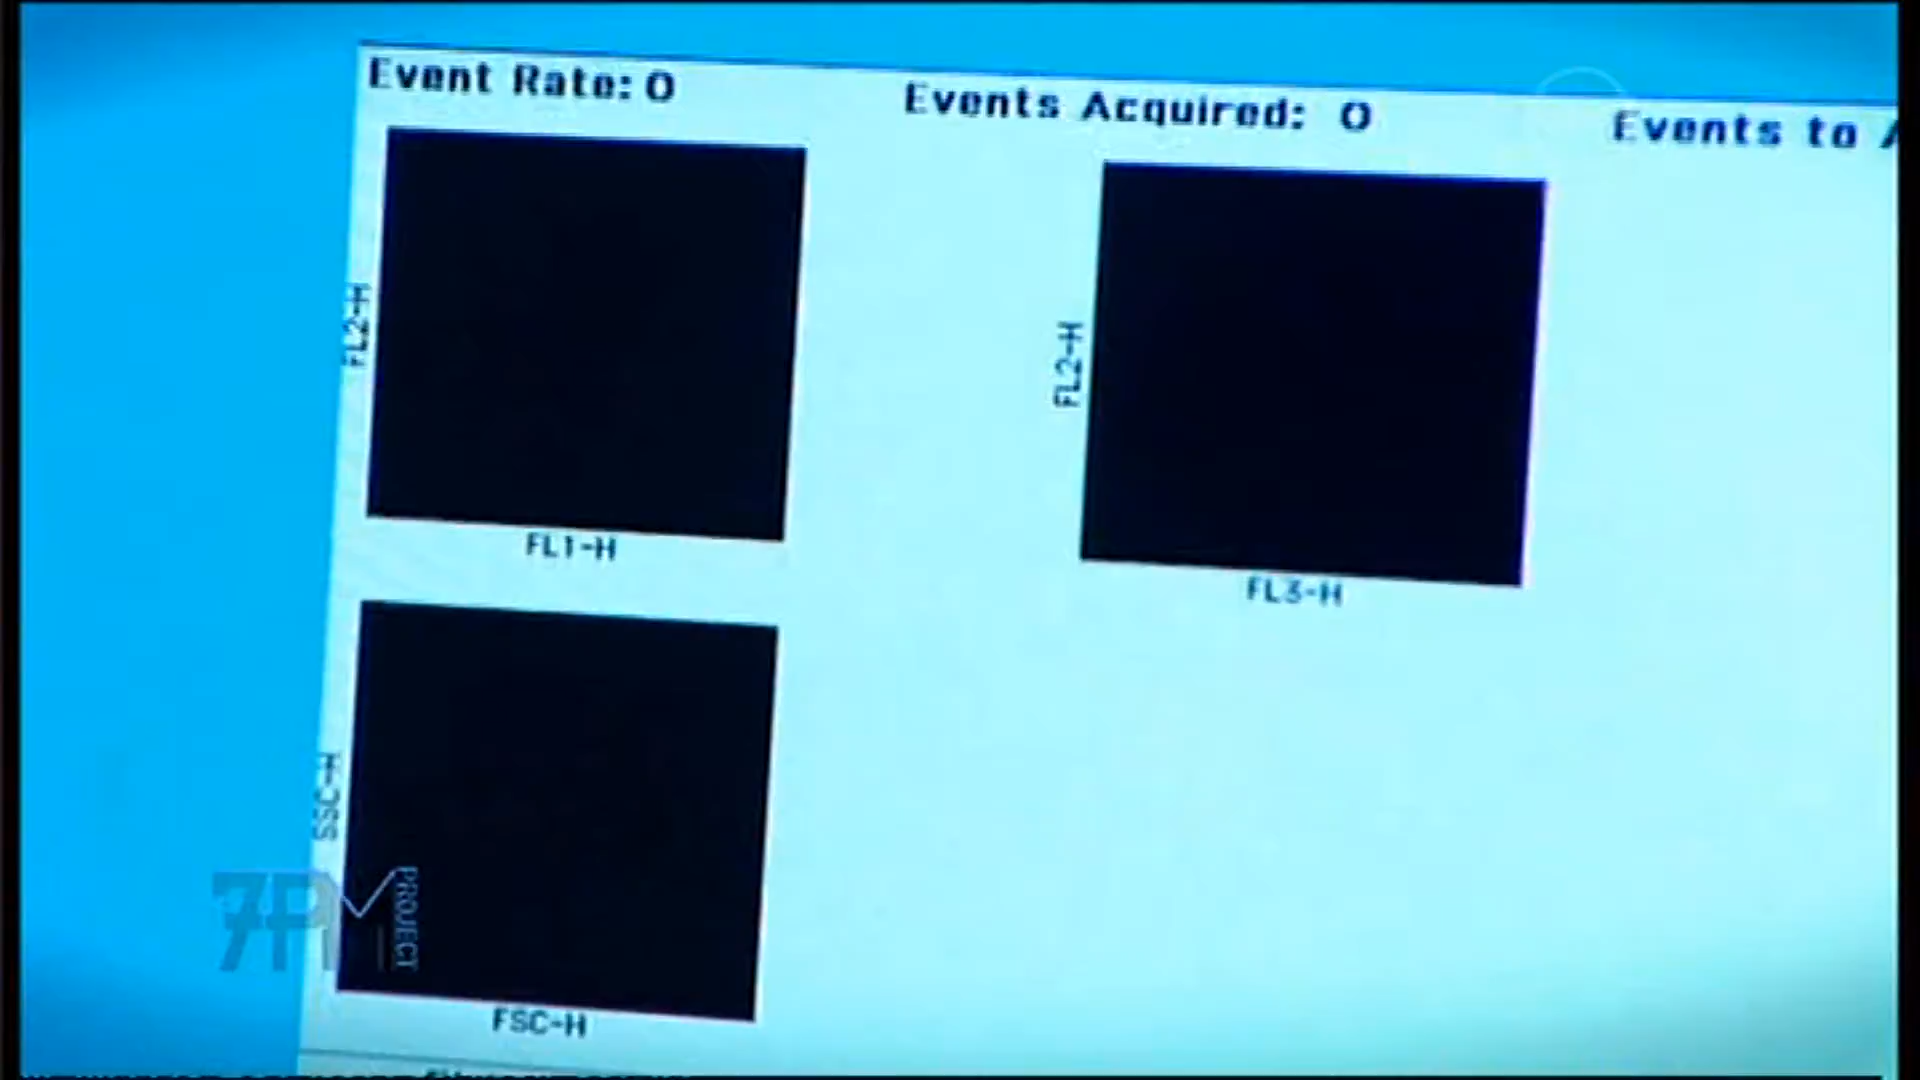 Event Rate: 0
Events Acquired: 0
Events to
FL2-H
FL1-H
FL2-H
FL3-H
SSC-H
FSC-H
7PM PROJECT